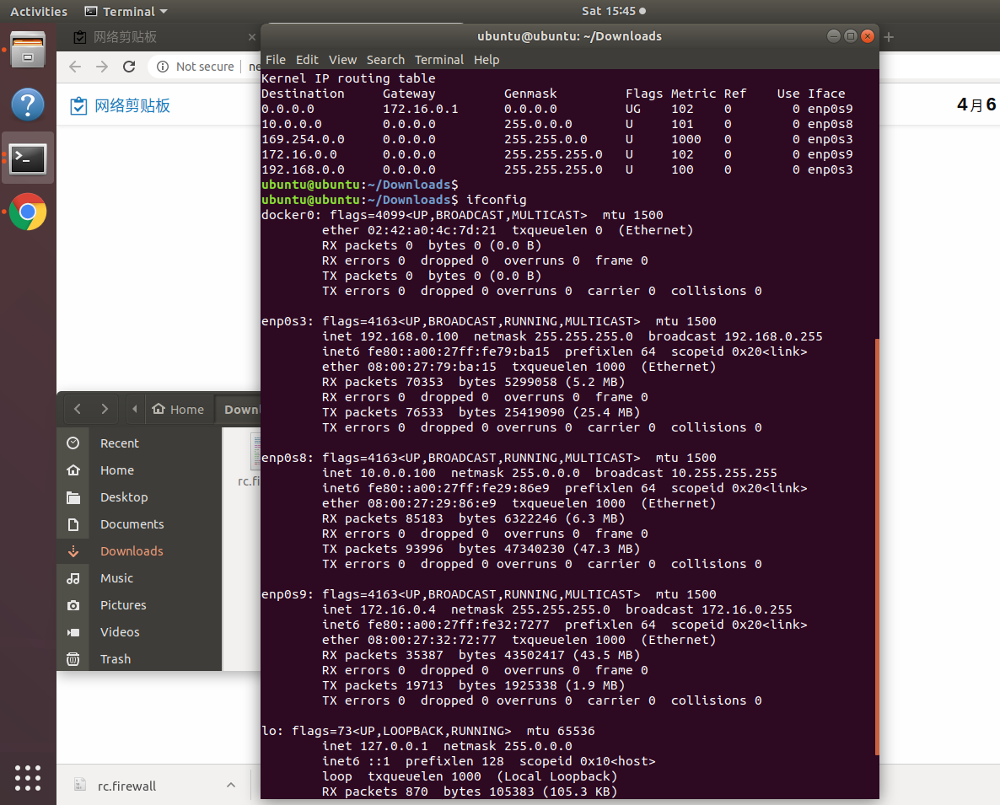 Activities Terminal Sat 15:45
网络剪贴板
ubuntu@ubuntu: ~/Downloads
Not secure ne
File Edit View Search Terminal Help
网络剪贴板
4月6
Kernel IP routing table
Destination Gateway Genmask Flags Metric Ref Use Iface
0.0.0.0 172.16.0.1 0.0.0.0 UG 102 0 0 enp0s9
10.0.0.0 0.0.0.0 255.0.0.0 U 101 0 0 enp0s8
169.254.0.0 0.0.0.0 255.255.0.0 U 1000 0 0 enp0s3
172.16.0.0 0.0.0.0 255.255.255.0 U 102 0 0 enp0s9
192.168.0.0 0.0.0.0 255.255.255.0 U 100 0 0 enp0s3
ubuntu@ubuntu:~/Downloads$
ubuntu@ubuntu:~/Downloads$ ifconfig
docker0: flags=4099<UP,BROADCAST,MULTICAST> mtu 1500
ether 02:42:a0:4c:7d:21 txqueuelen 0 (Ethernet)
RX packets 0 bytes 0 (0.0 B)
RX errors 0 dropped 0 overruns 0 frame 0
TX packets 0 bytes 0 (0.0 B)
TX errors 0 dropped 0 overruns 0 carrier 0 collisions 0
enp0s3: flags=4163<UP,BROADCAST,RUNNING,MULTICAST> mtu 1500
inet 192.168.0.100 netmask 255.255.255.0 broadcast 192.168.0.255
inet6 fe80::a00:27ff:fe79:ba15 prefixlen 64 scopeid 0x20<link>
ether 08:00:27:79:ba:15 txqueuelen 1000 (Ethernet)
RX packets 70353 bytes 5299058 (5.2 MB)
RX errors 0 dropped 0 overruns 0 frame 0
TX packets 76533 bytes 25419090 (25.4 MB)
TX errors 0 dropped 0 overruns 0 carrier 0 collisions 0
enp0s8: flags=4163<UP,BROADCAST,RUNNING,MULTICAST> mtu 1500
inet 10.0.0.100 netmask 255.0.0.0 broadcast 10.255.255.255
inet6 fe80::a00:27ff:fe29:86e9 prefixlen 64 scopeid 0x20<link>
ether 08:00:27:29:86:e9 txqueuelen 1000 (Ethernet)
RX packets 85183 bytes 6322246 (6.3 MB)
RX errors 0 dropped 0 overruns 0 frame 0
TX packets 93996 bytes 47340230 (47.3 MB)
TX errors 0 dropped 0 overruns 0 carrier 0 collisions 0
enp0s9: flags=4163<UP,BROADCAST,RUNNING,MULTICAST> mtu 1500
inet 172.16.0.4 netmask 255.255.255.0 broadcast 172.16.0.255
inet6 fe80::a00:27ff:fe32:7277 prefixlen 64 scopeid 0x20<link>
ether 08:00:27:32:72:77 txqueuelen 1000 (Ethernet)
RX packets 35387 bytes 43502417 (43.5 MB)
RX errors 0 dropped 0 overruns 0 frame 0
TX packets 19713 bytes 1925338 (1.9 MB)
TX errors 0 dropped 0 overruns 0 carrier 0 collisions 0
lo: flags=73<UP,LOOPBACK,RUNNING> mtu 65536
inet 127.0.0.1 netmask 255.0.0.0
inet6 ::1 prefixlen 128 scopeid 0x10<host>
loop txqueuelen 1000 (Local Loopback)
RX packets 870 bytes 105383 (105.3 KB)
Home Down
Recent
Home
Desktop
Documents
Downloads
Music
Pictures
Videos
Trash
rc.fi
rc.firewall